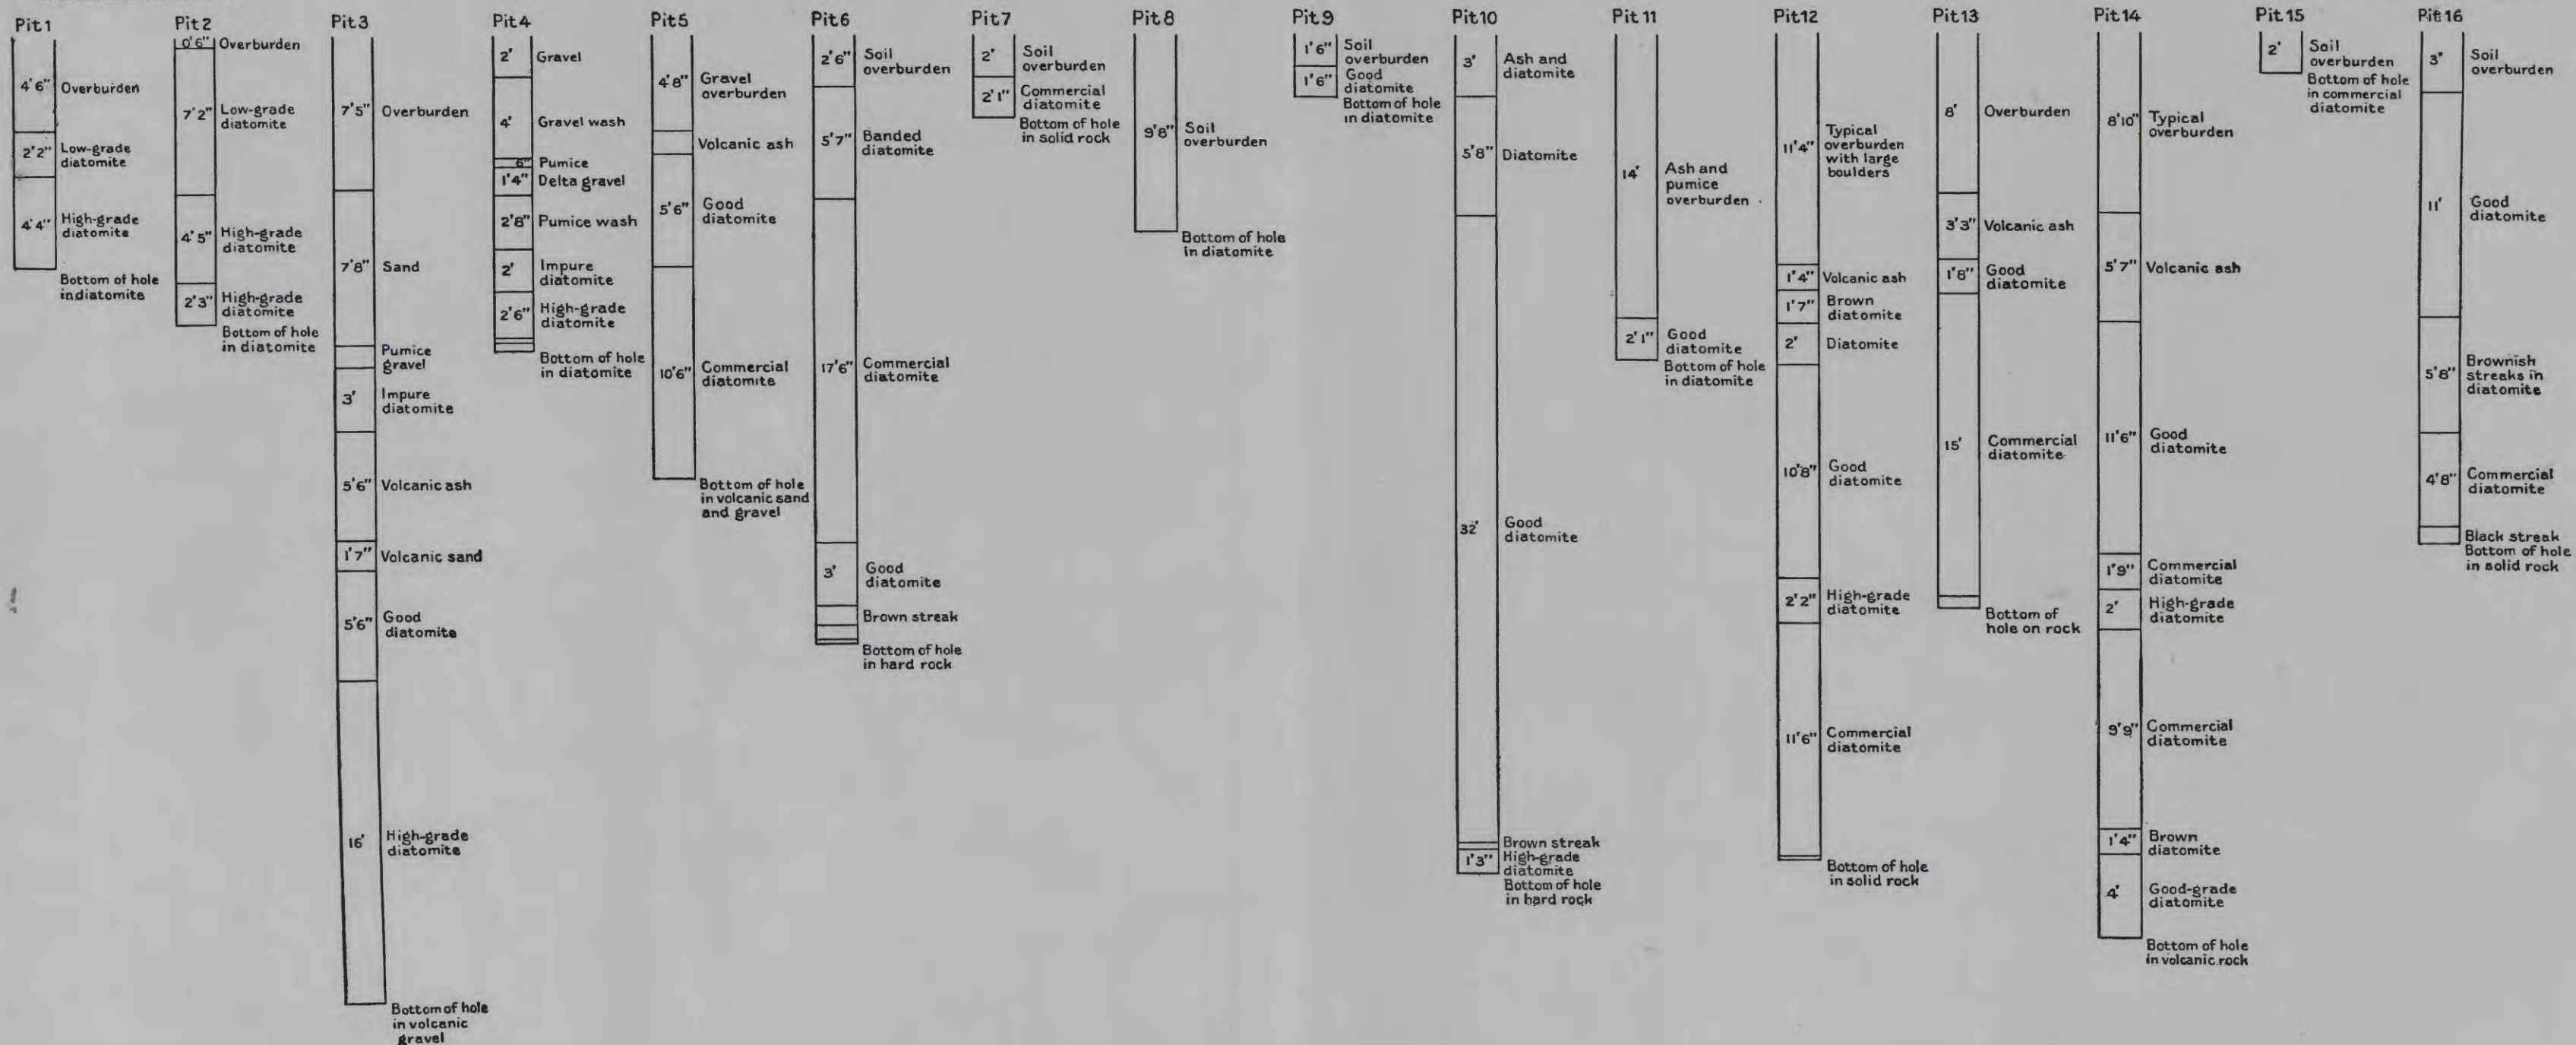 Pit 1
4'6" Overburden
2'2" Low-grade
diatomite
4'4" High-grade
diatomite
Bottom of hole
in diatomite
Pit 2
0'6" Overburden
7'2" Low-grade
diatomite
4'5" High-grade
diatomite
2'3" High-grade
diatomite
Bottom of hole
in diatomite
Pit 3
7'5" Overburden
7'8" Sand
Pumice
gravel
3' Impure
diatomite
5'6" Volcanic ash
1'7" Volcanic sand
5'6" Good
diatomite
16' High-grade
diatomite
Bottom of hole
in volcanic
gravel
Pit 4
2' Gravel
4' Gravel wash
6" Pumice
1'4" Delta gravel
2'8" Pumice wash
2' Impure
diatomite
2'6" High-grade
diatomite
Bottom of hole
in diatomite
Pit 5
4'8" Gravel
overburden
Volcanic ash
5'6" Good
diatomite
10'6" Commercial
diatomite
Bottom of hole
in volcanic sand
and gravel
Pit 6
2'6" Soil
overburden
5'7" Banded
diatomite
17'6" Commercial
diatomite
3' Good
diatomite
Brown streak
Bottom of hole
in hard rock
Pit 7
2' Soil
overburden
2'1" Commercial
diatomite
Bottom of hole
in solid rock
Pit 8
9'8" Soil
overburden
Bottom of hole
in diatomite
Pit 9
1'6" Soil
overburden
1'6" Good
diatomite
Bottom of hole
in diatomite
Pit 10
3' Ash and
diatomite
5'8" Diatomite
32' Good
diatomite
Brown streak
1'3" High-grade
diatomite
Bottom of hole
in hard rock
Pit 11
14' Ash and
pumice
overburden
2'1" Good
diatomite
Bottom of hole
in diatomite
Pit 12
11'4" Typical
overburden
with large
boulders
1'4" Volcanic ash
1'7" Brown
diatomite
2' Diatomite
10'8" Good
diatomite
2'2" High-grade
diatomite
11'6" Commercial
diatomite
Bottom of hole
in solid rock
Pit 13
8' Overburden
3'3" Volcanic ash
1'8" Good
diatomite
15' Commercial
diatomite
Bottom of
hole on rock
Pit 14
8'10" Typical
overburden
5'7" Volcanic ash
11'6" Good
diatomite
1'9" Commercial
diatomite
2' High-grade
diatomite
9'9" Commercial
diatomite
1'4" Brown
diatomite
4' Good-grade
diatomite
Bottom of hole
in volcanic rock
Pit 15
2' Soil
overburden
Bottom of hole
in commercial
diatomite
Pit 16
3' Soil
overburden
11' Good
diatomite
5'8" Brownish
streaks in
diatomite
4'8" Commercial
diatomite
Black streak
Bottom of hole
in solid rock